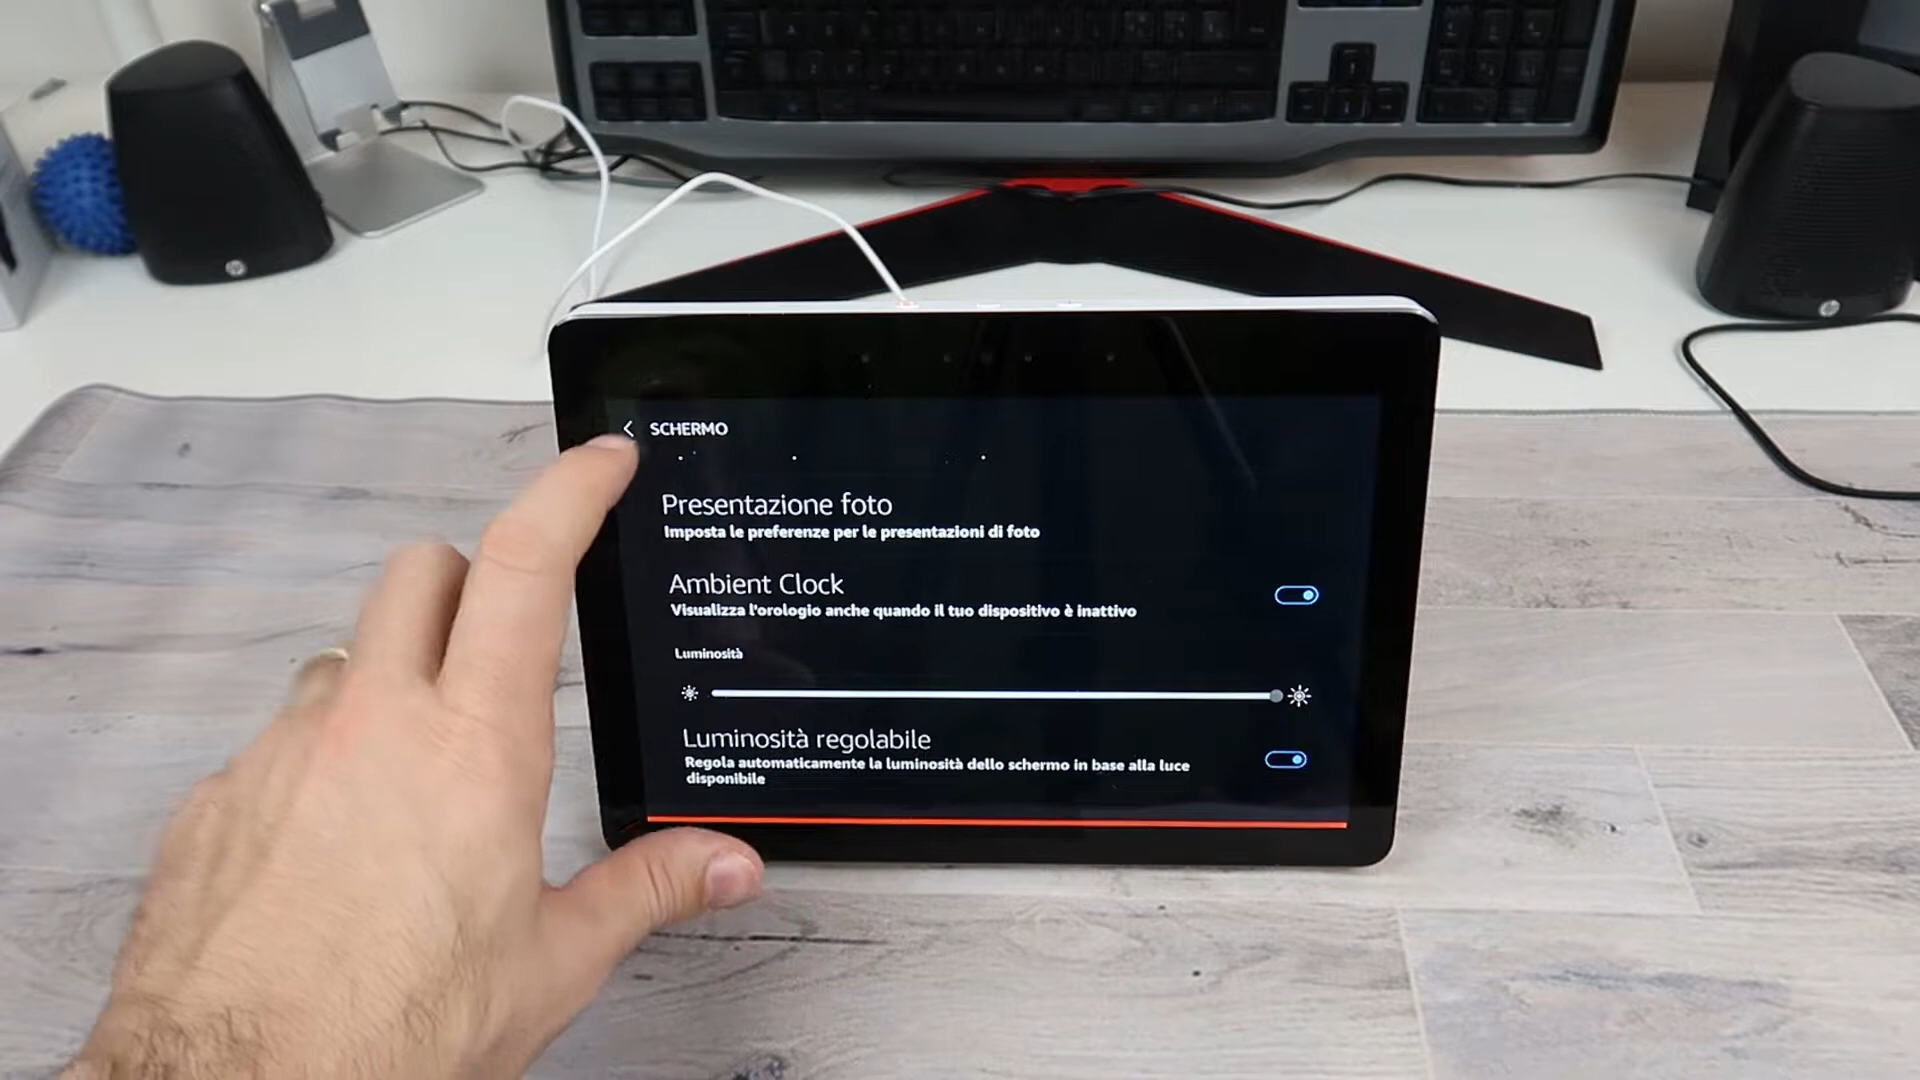 SCHERMO
Presentazione foto
Imposta le preferenze per le presentazioni di foto
Ambient Clock
Visualizza l'orologio anche quando il tuo dispositivo è inattivo
Luminosità
Luminosità regolabile
Regola automaticamente la luminosità dello schermo in base alla luce
disponibile